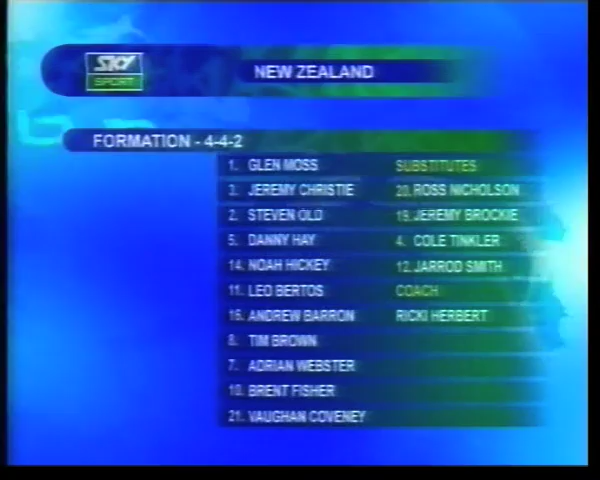 SKY
SPORT
NEW ZEALAND
FORMATION - 4-4-2
1. GLEN MOSS
3. JEREMY CHRISTIE
2. STEVEN OLD
5. DANNY HAY
14. NOAH HICKEY
11. LEO BERTOS
16. ANDREW BARRON
8. TIM BROWN
7. ADRIAN WEBSTER
10. BRENT FISHER
21. VAUGHAN COVENEY
SUBSTITUTES
20. ROSS NICHOLSON
19. JEREMY BROCKIE
4. COLE TINKLER
12. JARROD SMITH
COACH
RICKI HERBERT